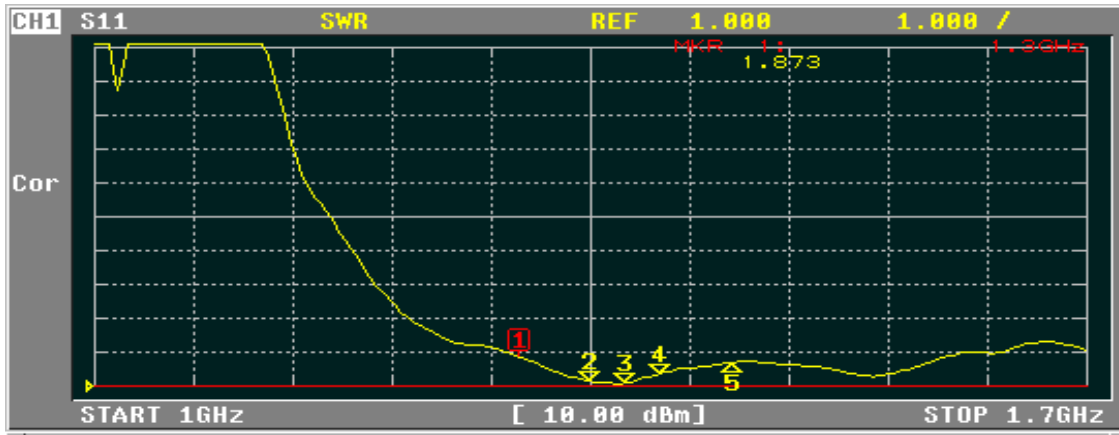 CH1 S11 SWR REF 1.000 1.000 /
MKR 1: 1.3GHz
1.873
Cor
1
2 3 4
5
START 1GHz [ 10.00 dBm] STOP 1.7GHz